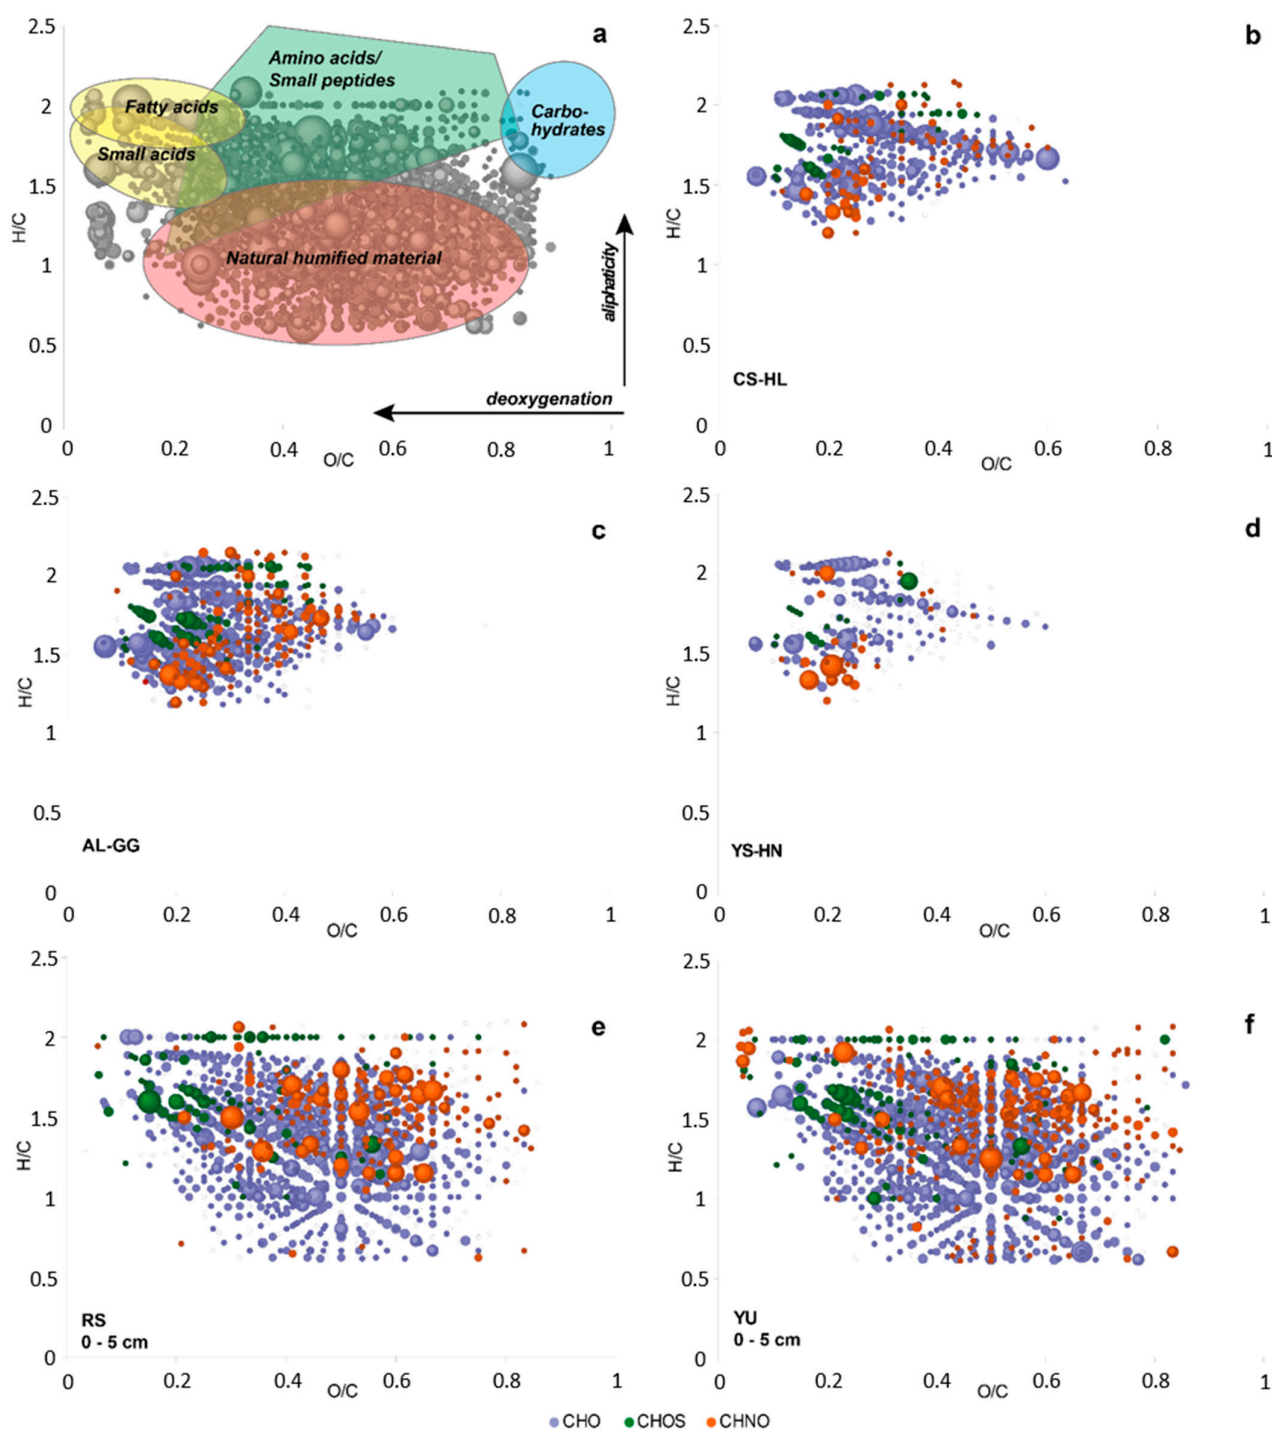 a
2.5
Amino acids/
Small peptides
2
Fatty acids
Carbo-
hydrates
Small acids
1.5
H/C
Natural humified material
1
aliphaticity
0.5
deoxygenation
0
0 0.2 0.4 0.6 0.8 1
O/C
b
2.5
2
1.5
H/C
1
0.5
CS-HL
0
0 0.2 0.4 0.6 0.8 1
O/C
c
2.5
2
1.5
H/C
1
0.5
AL-GG
0
0 0.2 0.4 0.6 0.8 1
O/C
d
2.5
2
1.5
H/C
1
0.5
YS-HN
0
0 0.2 0.4 0.6 0.8 1
O/C
e
2.5
2
1.5
H/C
1
0.5
RS
0 - 5 cm
0
0 0.2 0.4 0.6 0.8 1
O/C
f
2.5
2
1.5
H/C
1
0.5
YU
0 - 5 cm
0
0 0.2 0.4 0.6 0.8 1
O/C
CHO CHOS CHNO